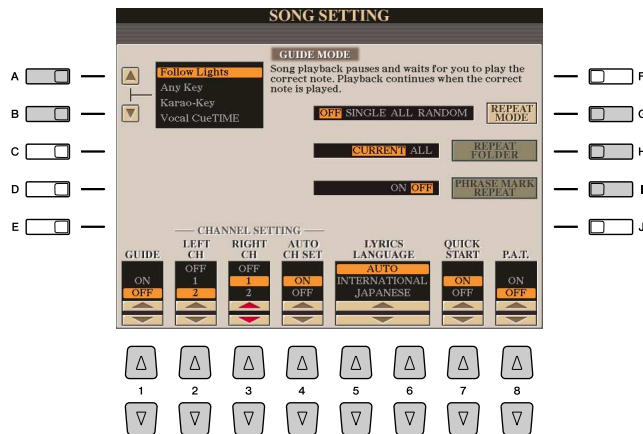 SONG SETTING
GUIDE MODE
Follow Lights
Any Key
Karao-Key
Vocal CueTIME
Song playback pauses and waits for you to play the
correct note. Playback continues when the correct
note is played.
OFF SINGLE ALL RANDOM
REPEAT
MODE
CURRENT ALL
REPEAT
FOLDER
ON OFF
PHRASE MARK
REPEAT
A
B
C
D
E
F
G
H
I
J
CHANNEL SETTING
GUIDE
ON
OFF
LEFT
CH
OFF
1
2
RIGHT
CH
OFF
1
2
AUTO
CH SET
ON
OFF
LYRICS
LANGUAGE
AUTO
INTERNATIONAL
JAPANESE
QUICK
START
ON
OFF
P.A.T.
ON
OFF
1 2 3 4 5 6 7 8